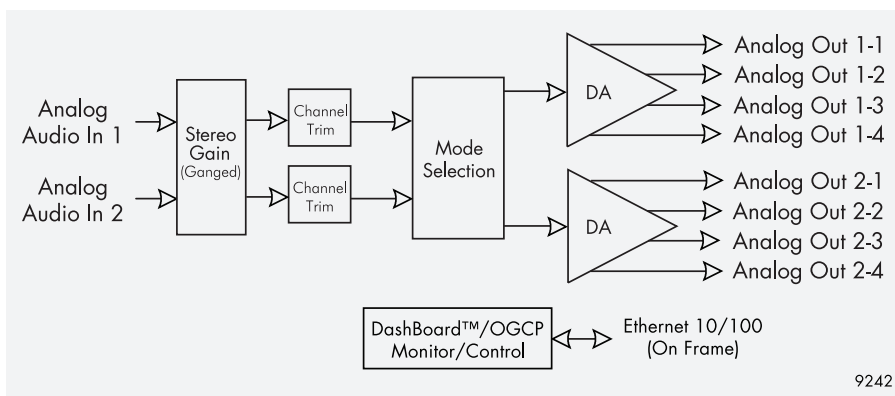 Analog
Audio In 1
Analog
Audio In 2
Stereo
Gain
(Ganged)
Channel
Trim
Channel
Trim
Mode
Selection
DA
DA
Analog Out 1-1
Analog Out 1-2
Analog Out 1-3
Analog Out 1-4
Analog Out 2-1
Analog Out 2-2
Analog Out 2-3
Analog Out 2-4
DashBoard™/OGCP
Monitor/Control
Ethernet 10/100
(On Frame)
9242